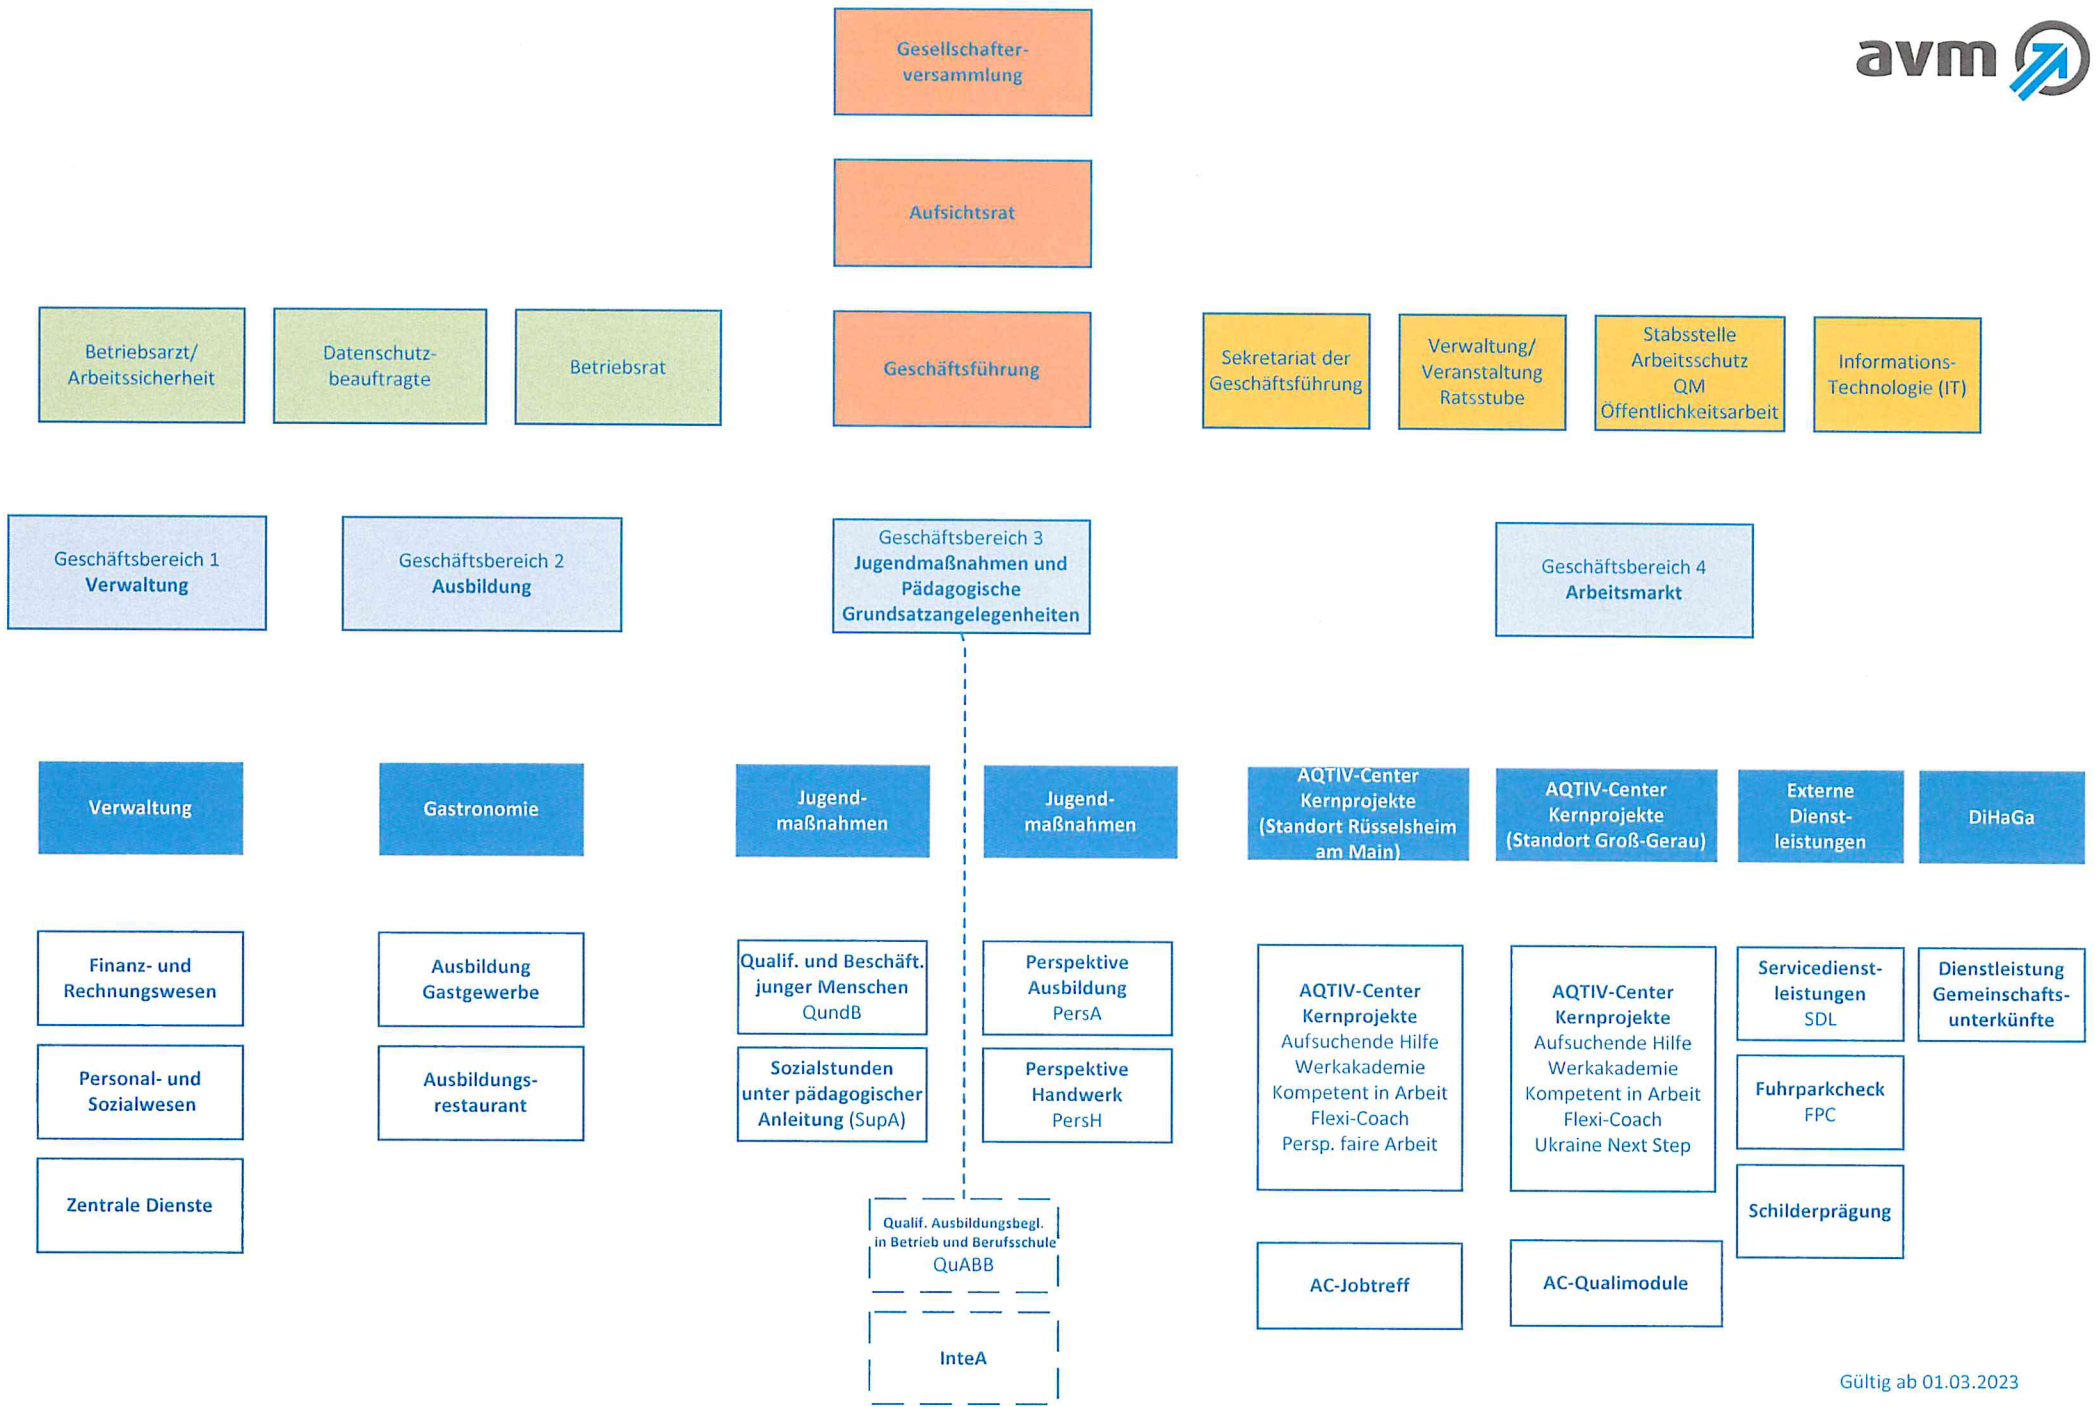 avm
Gesellschafter-
versammlung
Aufsichtsrat
Betriebsarzt/
Arbeitssicherheit
Datenschutz-
beauftragte
Betriebsrat
Geschäftsführung
Sekretariat der
Geschäftsführung
Verwaltung/
Veranstaltung
Ratsstube
Stabsstelle
Arbeitsschutz
QM
Öffentlichkeitsarbeit
Informations-
Technologie (IT)
Geschäftsbereich 1
Verwaltung
Geschäftsbereich 2
Ausbildung
Geschäftsbereich 3
Jugendmaßnahmen und
Pädagogische
Grundsatzangelegenheiten
Geschäftsbereich 4
Arbeitsmarkt
Verwaltung
Gastronomie
Jugend-
maßnahmen
Jugend-
maßnahmen
AQTIV-Center
Kernprojekte
(Standort Rüsselsheim
am Main)
AQTIV-Center
Kernprojekte
(Standort Groß-Gerau)
Externe
Dienst-
leistungen
DiHaGa
Finanz- und
Rechnungswesen
Personal- und
Sozialwesen
Zentrale Dienste
Ausbildung
Gastgewerbe
Ausbildungs-
restaurant
Qualif. und Beschäft.
junger Menschen
QundB
Sozialstunden
unter pädagogischer
Anleitung (SupA)
Perspektive
Ausbildung
PersA
Perspektive
Handwerk
PersH
Qualif. Ausbildungsbegl.
in Betrieb und Berufsschule
QuABB
InteA
AQTIV-Center
Kernprojekte
Aufsuchende Hilfe
Werkakademie
Kompetent in Arbeit
Flexi-Coach
Persp. faire Arbeit
AC-Jobtreff
AQTIV-Center
Kernprojekte
Aufsuchende Hilfe
Werkakademie
Kompetent in Arbeit
Flexi-Coach
Ukraine Next Step
AC-Qualimodule
Servicedienst-
leistungen
SDL
Fuhrparkcheck
FPC
Schilderprägung
Dienstleistung
Gemeinschafts-
unterkünfte
Gültig ab 01.03.2023